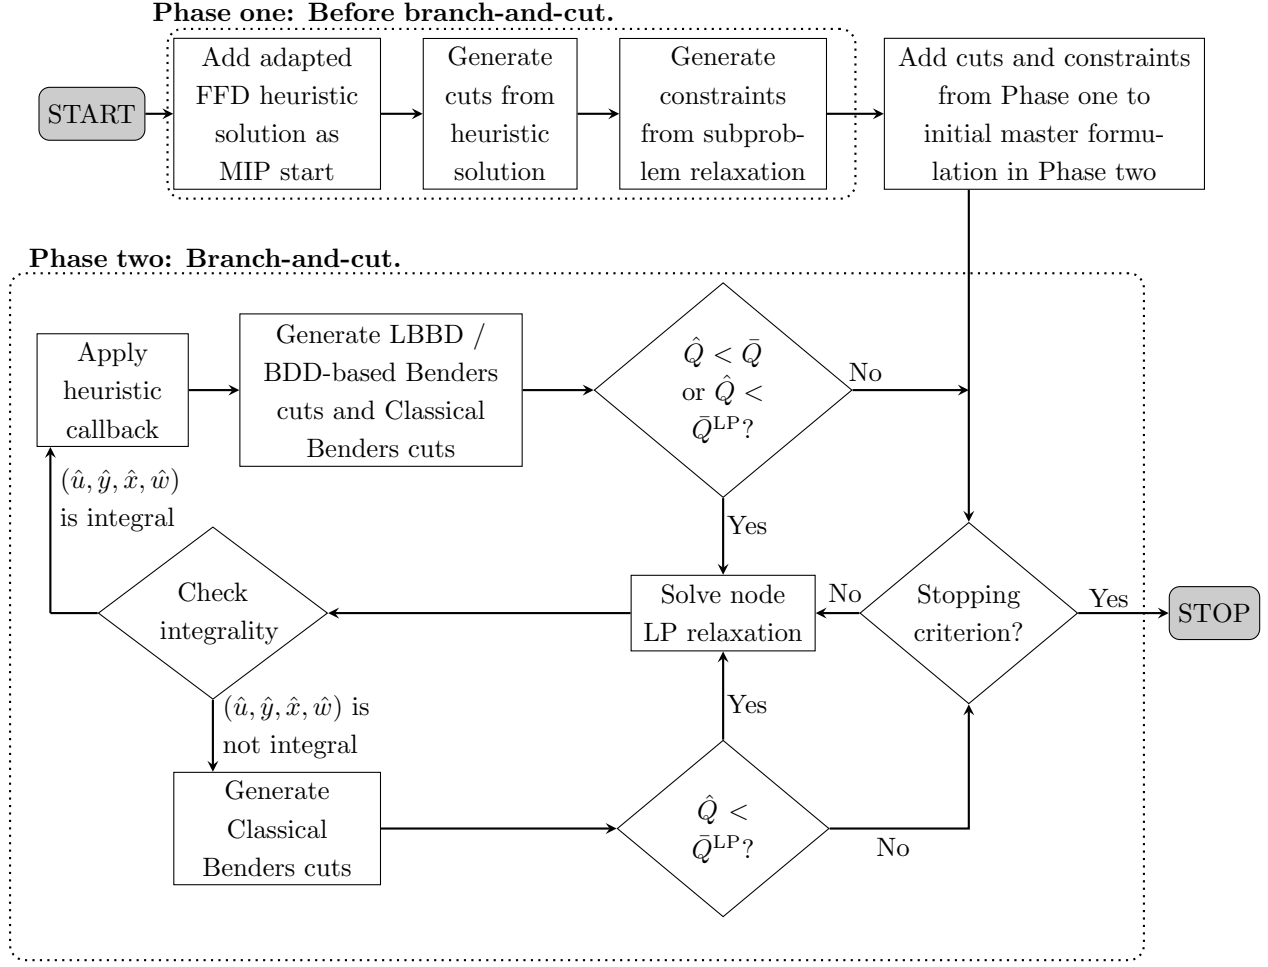 Phase one: Before branch-and-cut.
START
Add adapted
FFD heuristic
solution as
MIP start
Generate
cuts from
heuristic
solution
Generate
constraints
from subprob-
lem relaxation
Add cuts and constraints
from Phase one to
initial master formu-
lation in Phase two
Phase two: Branch-and-cut.
Apply
heuristic
callback
Generate LBBD /
BDD-based Benders
cuts and Classical
Benders cuts
Q̂ < Q̄
or Q̂ <
Q̄ᴸᴾ?
No
Yes
(û, ŷ, x̂, ŵ)
is integral
Check
integrality
Solve node
LP relaxation
No
Stopping
criterion?
Yes
STOP
(û, ŷ, x̂, ŵ) is
not integral
Yes
Generate
Classical
Benders cuts
Q̂ <
Q̄ᴸᴾ?
No